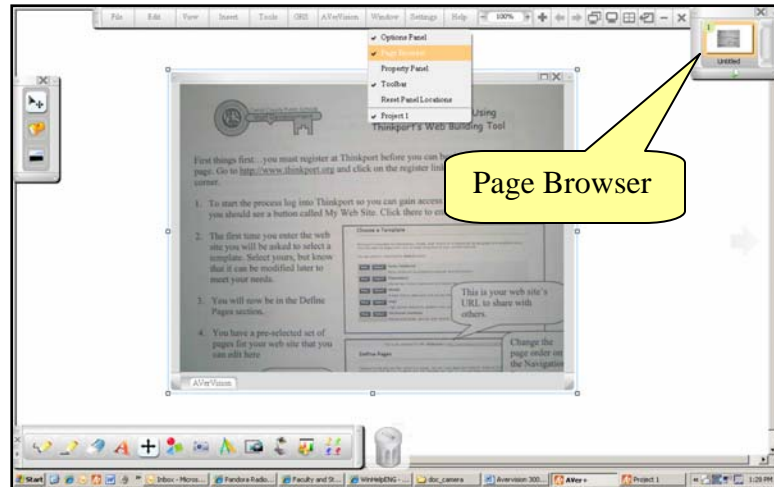 File Edit View Insert Tools ORS AVerVision Window Settings Help 100%
Options Panel
Page Browser
Property Panel
Toolbar
Reset Panel Locations
Project 1
1
Untitled
Page Browser
Using
Thinkport's Web Building Tool
First things first…you must register at Thinkport before you can be
page. Go to http://www.thinkport.org and click on the register lin
corner.
1. To start the process log into Thinkport so you can gain access
you should see a button called My Web Site. Click there to en
2. The first time you enter the web
site you will be asked to select a
template. Select yours, but know
that it can be modified later to
meet your needs.
Choose a Template
This is your web site's
URL to share with
others.
3. You will now be in the Define
Pages section.
4. You have a pre-selected set of
pages for your web site that you
can edit here
Define Pages
Change the
page order on
the Navigation
AVerVision
Start Inbox - Micros... Pandora Radio... Faculty and St... WinHelpENG - ... doc_camera Avervision 300... AVer+ Project 1 1:28 PM